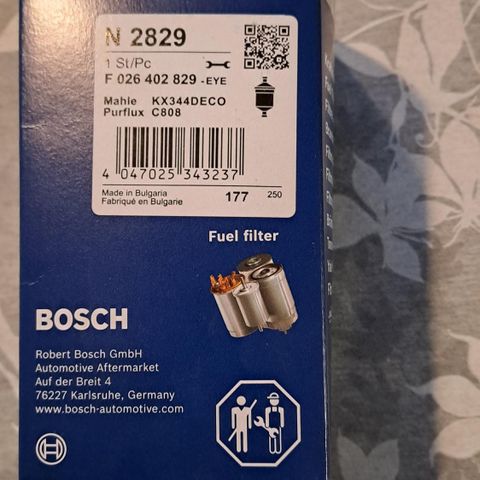 N 2829
1 St/Pc
F 026 402 829 -EYE
Mahle KX344DECO
Purflux C808
4 047025 343237
Made in Bulgaria
Fabriqué en Bulgarie
177 250
Fuel filter
BOSCH
Robert Bosch GmbH
Automotive Aftermarket
Auf der Breit 4
76227 Karlsruhe, Germany
www.bosch-automotive.com